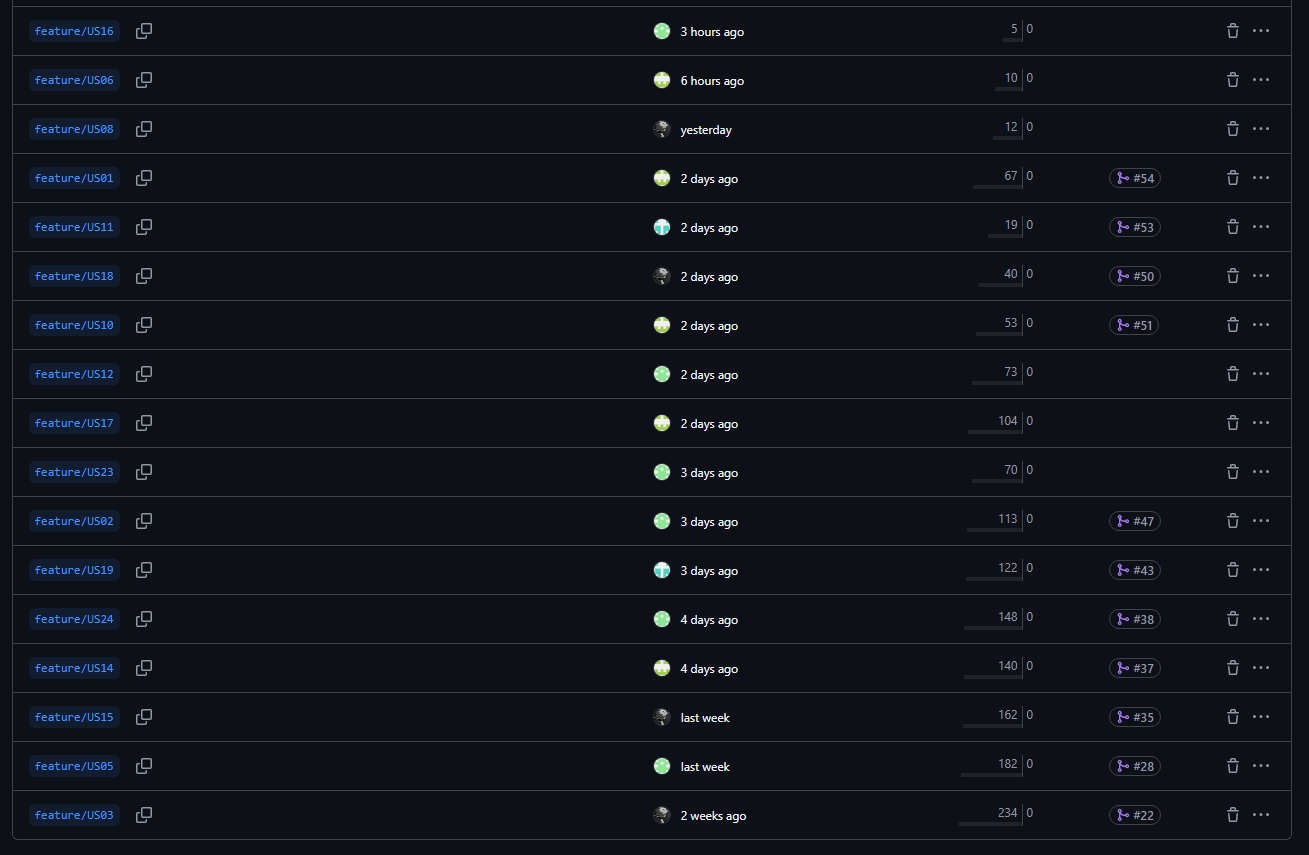 feature/US16 3 hours ago 5 0
feature/US06 6 hours ago 10 0
feature/US08 yesterday 12 0
feature/US01 2 days ago 67 0 #54
feature/US11 2 days ago 19 0 #53
feature/US18 2 days ago 40 0 #50
feature/US10 2 days ago 53 0 #51
feature/US12 2 days ago 73 0
feature/US17 2 days ago 104 0
feature/US23 3 days ago 70 0
feature/US02 3 days ago 113 0 #47
feature/US19 3 days ago 122 0 #43
feature/US24 4 days ago 148 0 #38
feature/US14 4 days ago 140 0 #37
feature/US15 last week 162 0 #35
feature/US05 last week 182 0 #28
feature/US03 2 weeks ago 234 0 #22